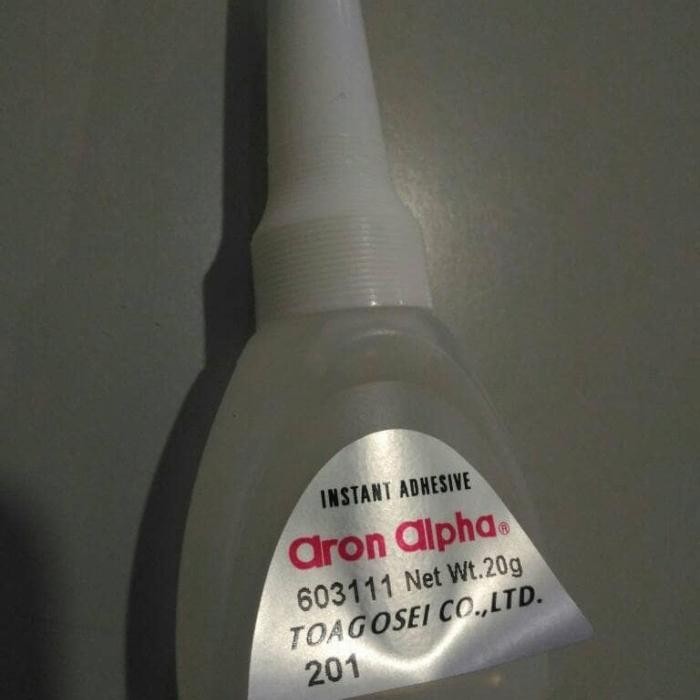 INSTANT ADHESIVE
aron alpha®
603111 Net Wt.20g
TOAGOSEI CO.,LTD.
201